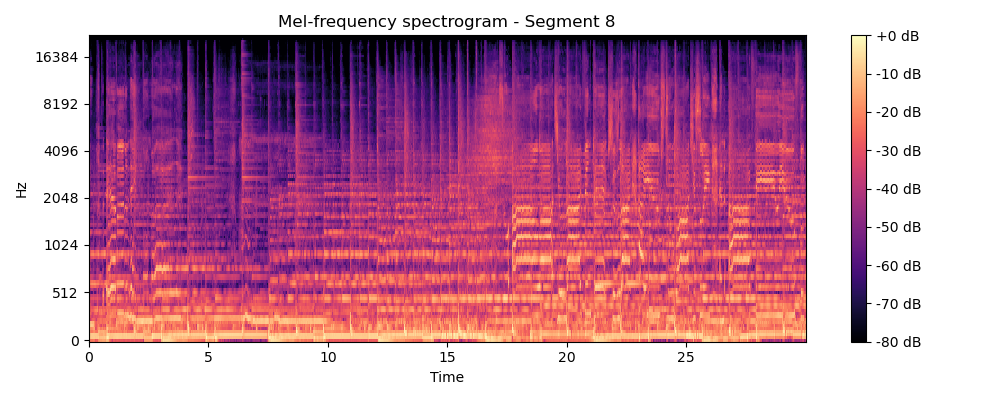 Mel-frequency spectrogram - Segment 8
Hz
16384
8192
4096
2048
1024
512
0
0 5 10 15 20 25
Time
+0 dB
-10 dB
-20 dB
-30 dB
-40 dB
-50 dB
-60 dB
-70 dB
-80 dB